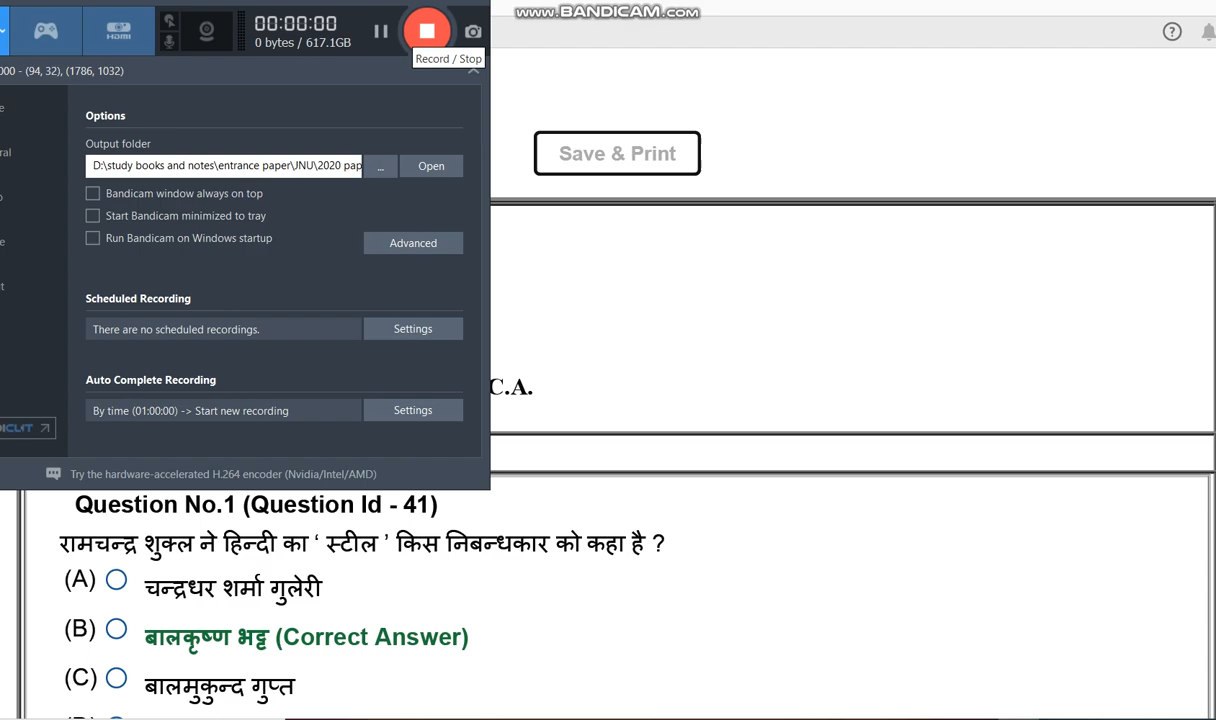 www.BANDICAM.com
HDMI
00:00:00
0 bytes / 617.1GB
Record / Stop
000 - (94, 32), (1786, 1032)
Options
Output folder
D:\study books and notes\entrance paper\JNU\2020 pap
...
Open
Bandicam window always on top
Start Bandicam minimized to tray
Run Bandicam on Windows startup
Advanced
Scheduled Recording
There are no scheduled recordings.
Settings
Auto Complete Recording
By time (01:00:00) -> Start new recording
Settings
Try the hardware-accelerated H.264 encoder (Nvidia/Intel/AMD)
Save & Print
C.A.
Question No.1 (Question Id - 41)
रामचन्द्र शुक्ल ने हिन्दी का ‘ स्टील ’ किस निबन्धकार को कहा है ?
(A) चन्द्रधर शर्मा गुलेरी
(B) बालकृष्ण भट्ट (Correct Answer)
(C) बालमुकुन्द गुप्त